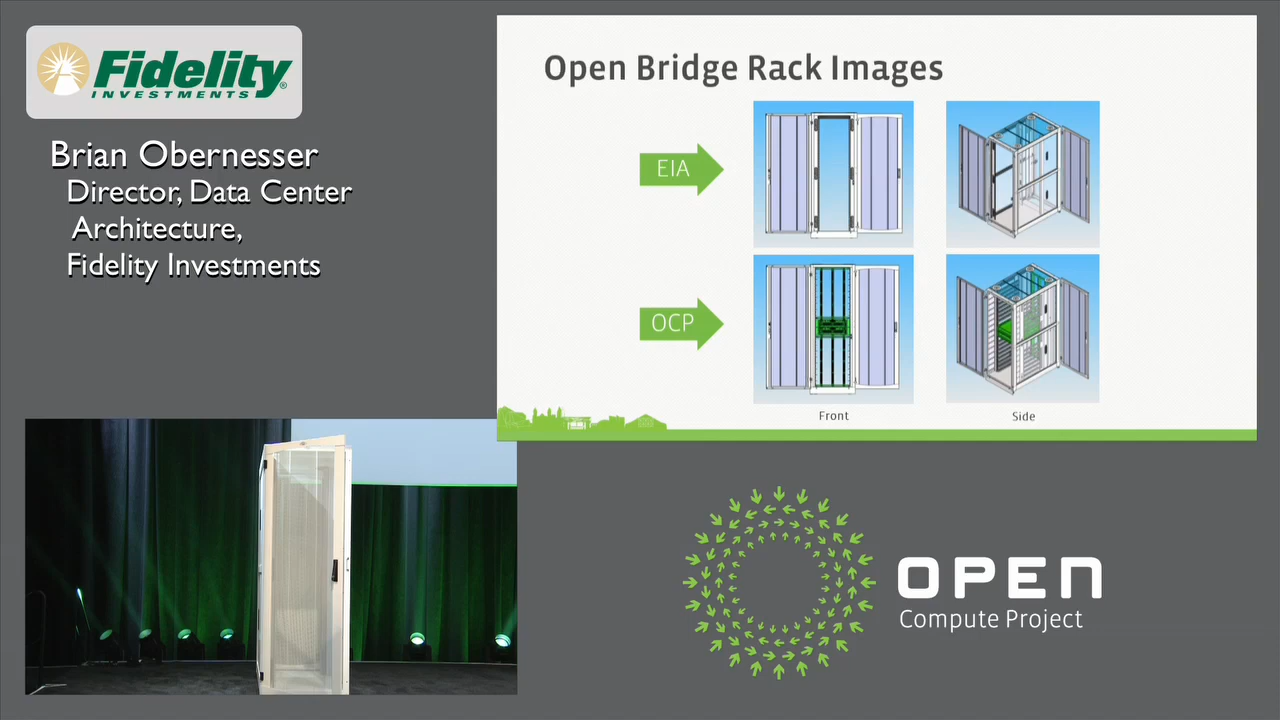 Fidelity
INVESTMENTS®
Brian Obernesser
Director, Data Center
Architecture,
Fidelity Investments
Open Bridge Rack Images
EIA
OCP
Front
Side
OPEN
Compute Project